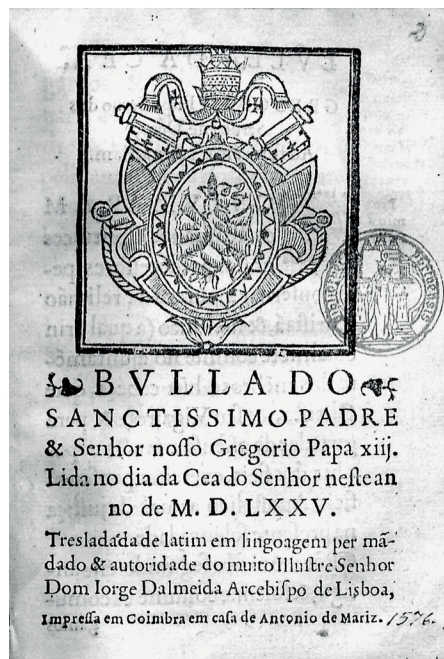 BVLLA DO
SANCTISSIMO PADRE
& Senhor nosso Gregorio Papa xiij.
Lida no dia da Cea do Senhor neste an
no de M. D. LXXV.
Tresladada de latim em lingoagem per mã-
dado & autoridade do muito Illustre Senhor
Dom Iorge Dalmeida Arcebispo de Lisboa,
Impressa em Coimbra em casa de Antonio de Mariz. 1576.